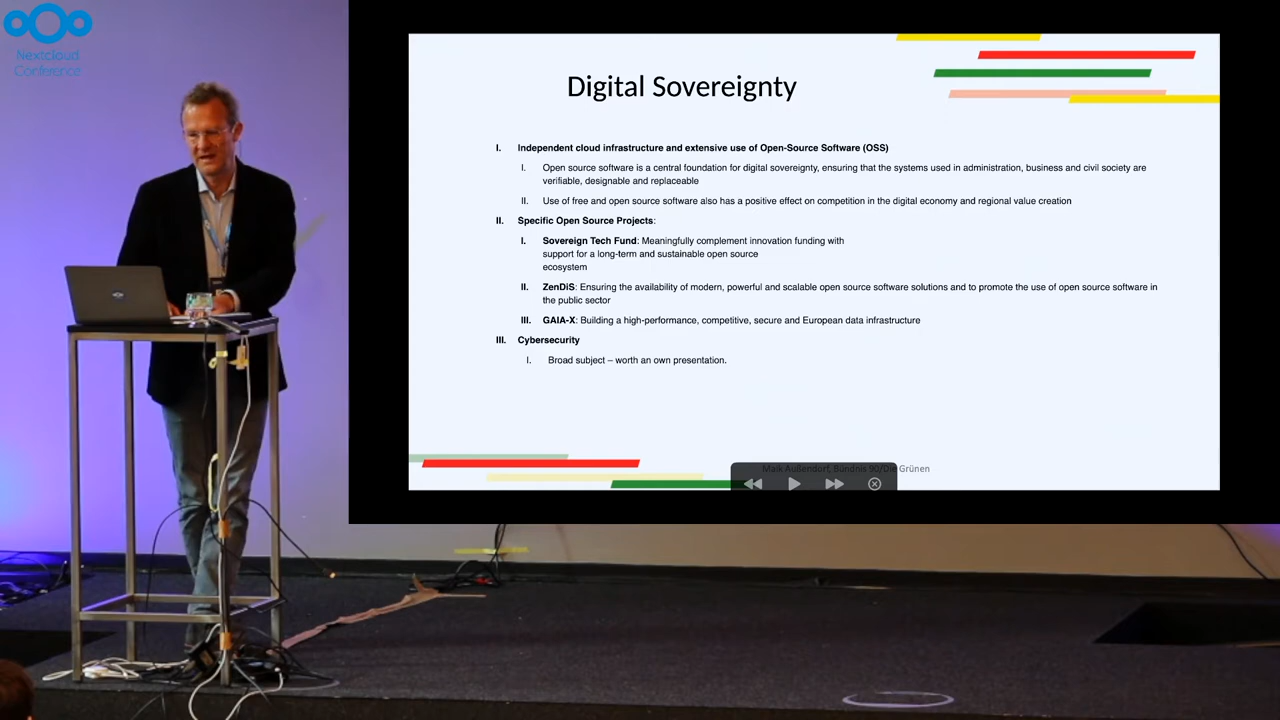 Nextcloud
Conference
Digital Sovereignty
I. Independent cloud infrastructure and extensive use of Open-Source Software (OSS)
I. Open source software is a central foundation for digital sovereignty, ensuring that the systems used in administration, business and civil society are
verifiable, designable and replaceable
II. Use of free and open source software also has a positive effect on competition in the digital economy and regional value creation
II. Specific Open Source Projects:
I. Sovereign Tech Fund: Meaningfully complement innovation funding with
support for a long-term and sustainable open source
ecosystem
II. ZenDiS: Ensuring the availability of modern, powerful and scalable open source software solutions and to promote the use of open source software in
the public sector
III. GAIA-X: Building a high-performance, competitive, secure and European data infrastructure
III. Cybersecurity
I. Broad subject – worth an own presentation.
Maik Außendorf, Bündnis 90/Die Grünen